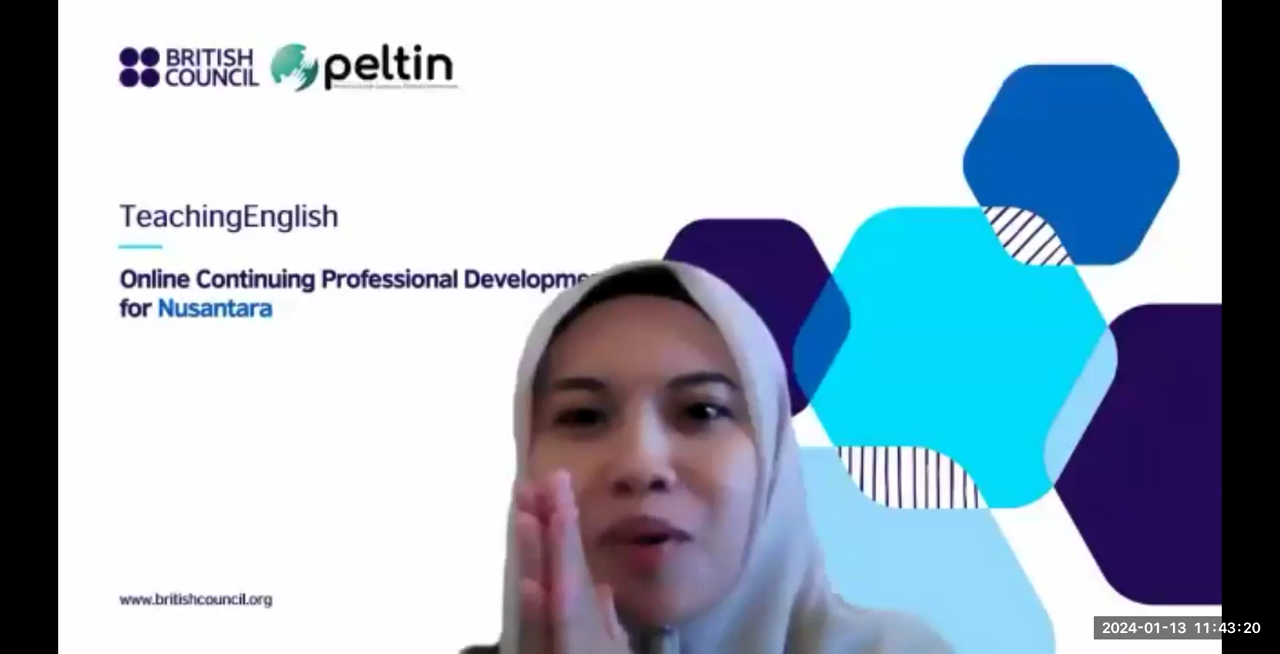 BRITISH
COUNCIL
peltin
TeachingEnglish
Online Continuing Professional
for Nusantara
www.britishcouncil.org
2024-01-13 11:43:20